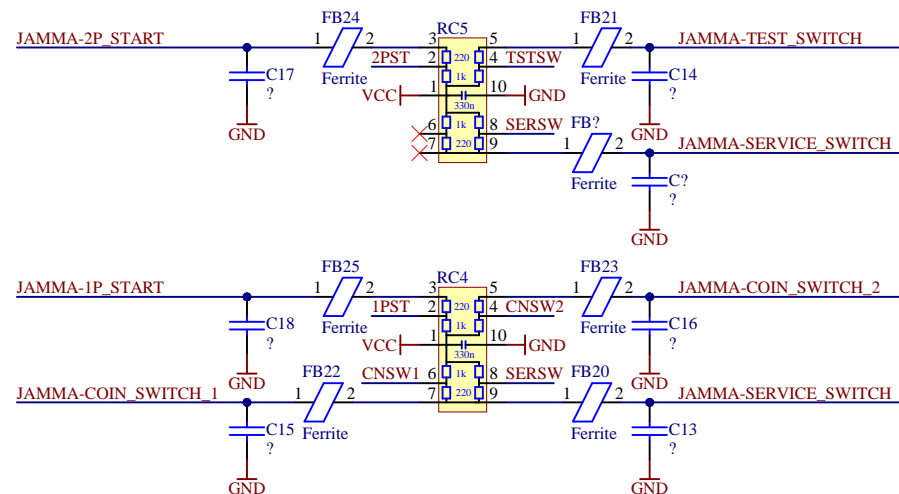 FB24 RC5 FB21
JAMMA-2P_START 1 2 3 5 1 2 JAMMA-TEST_SWITCH
2PST 2 220 4 TSTSW
C17 ? Ferrite 1k Ferrite C14 ?
VCC 1 10 GND
330n
GND 6 1k 8 SERSW FB? GND
7 220 9 1 2 JAMMA-SERVICE_SWITCH
Ferrite C? ?
GND
FB25 RC4 FB23
JAMMA-1P_START 1 2 3 5 1 2 JAMMA-COIN_SWITCH_2
1PST 2 220 4 CNSW2
C18 ? Ferrite 1k Ferrite C16 ?
VCC 1 10 GND
330n
GND FB22 CNSW1 6 1k 8 SERSW FB20 GND
JAMMA-COIN_SWITCH_1 1 2 7 220 9 1 2 JAMMA-SERVICE_SWITCH
C15 ? Ferrite Ferrite C13 ?
GND GND